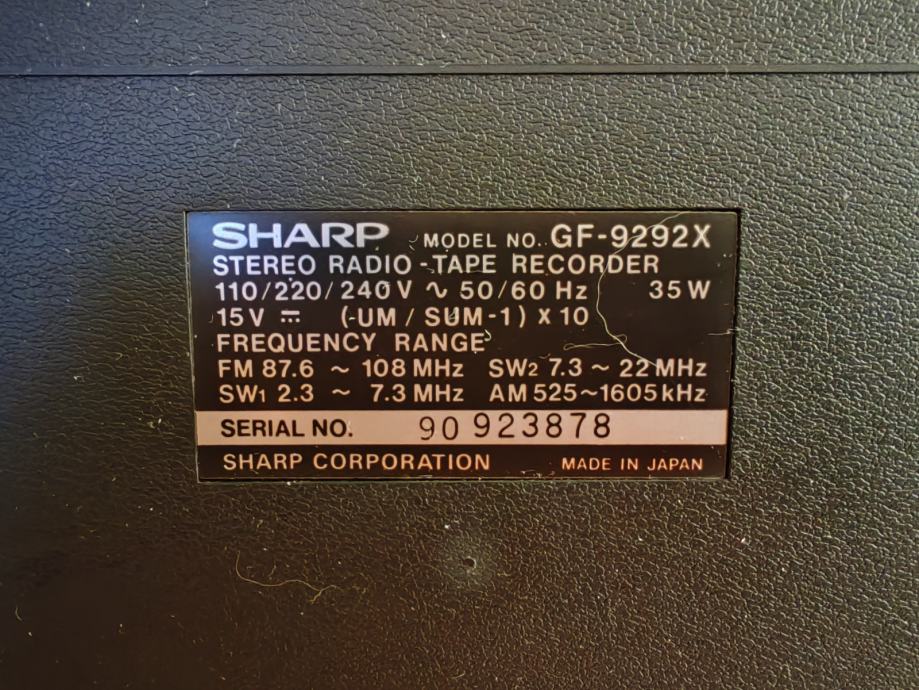 SHARP MODEL NO. GF-9292X
STEREO RADIO-TAPE RECORDER
110/220/240V ~ 50/60 Hz 35W
15V ⎓ (-UM/SUM-1) X 10
FREQUENCY RANGE
FM 87.6 ~ 108 MHz SW2 7.3 ~ 22 MHz
SW1 2.3 ~ 7.3 MHz AM 525~1605 kHz
SERIAL NO. 90 923878
SHARP CORPORATION MADE IN JAPAN